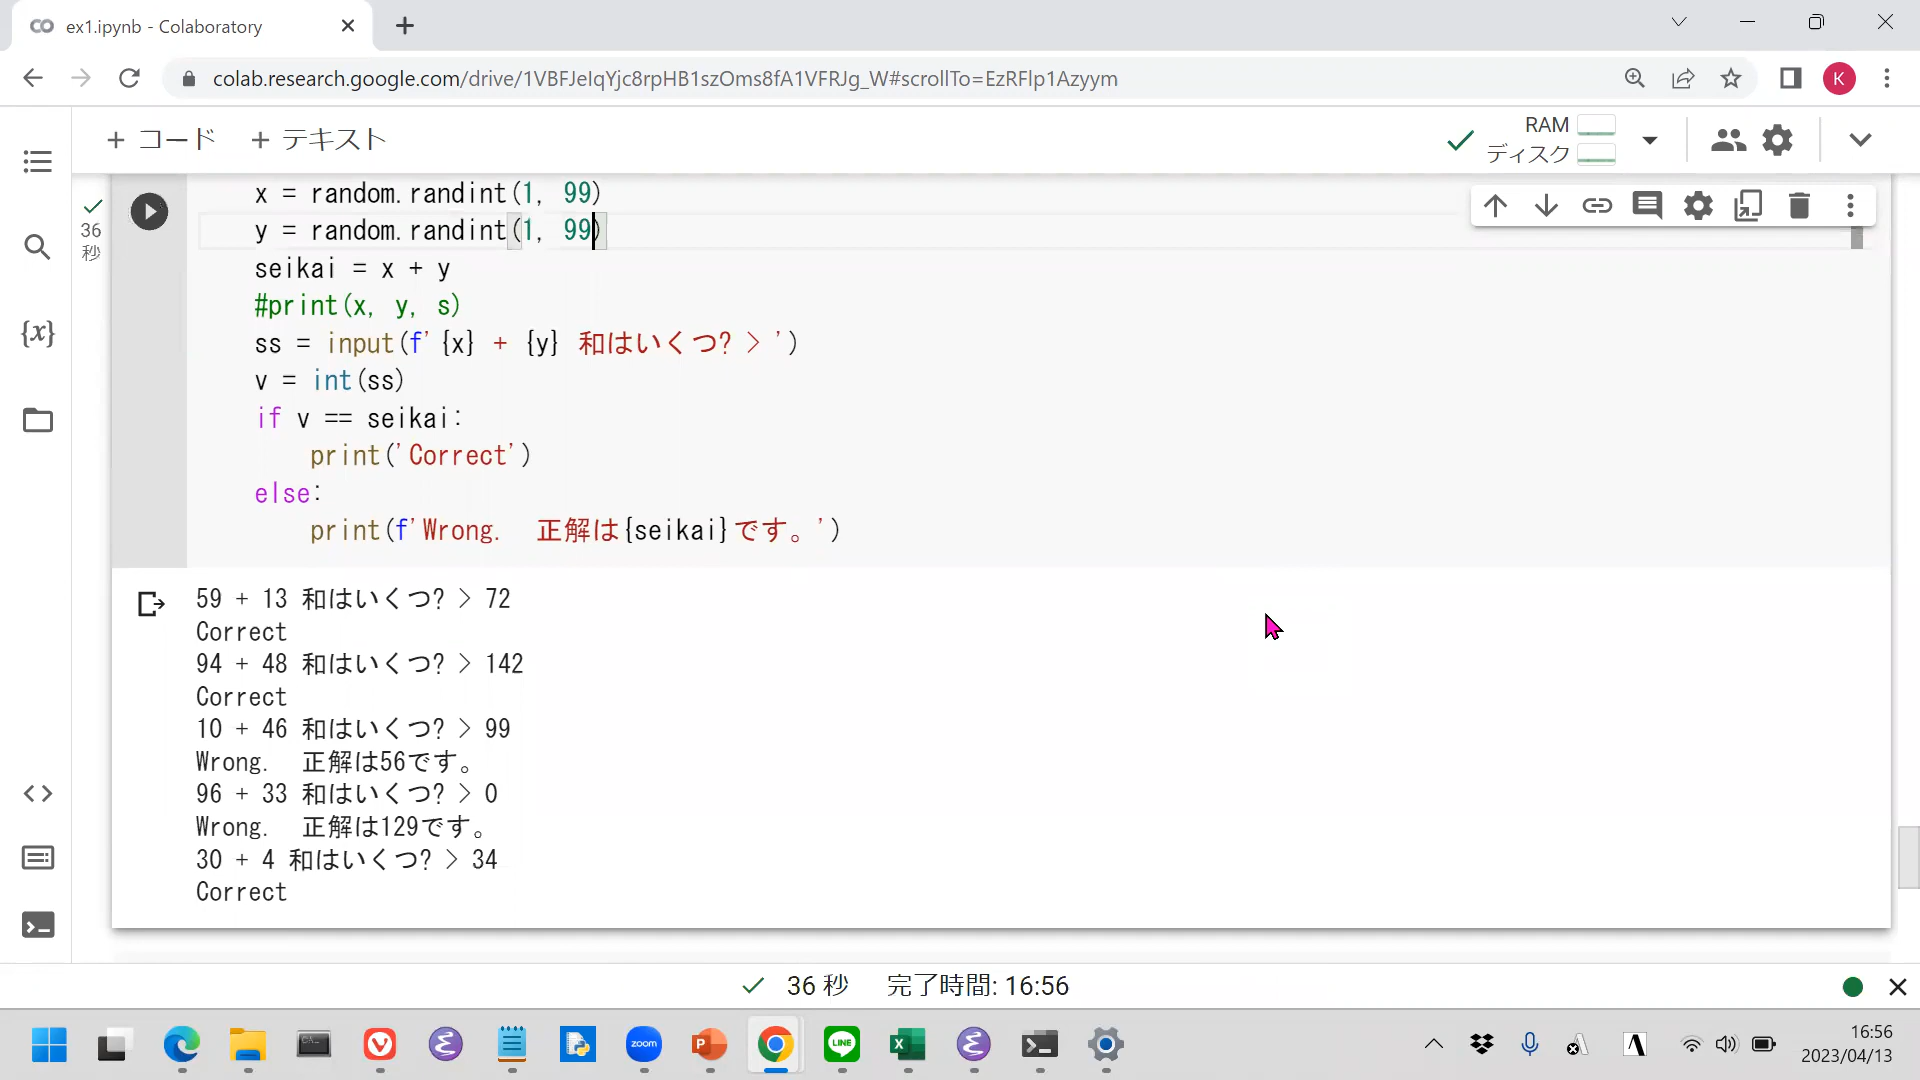 ex1.ipynb - Colaboratory
colab.research.google.com/drive/1VBFJeIqYjc8rpHB1szOms8fA1VFRJg_W#scrollTo=EzRFlp1Azyym
K
+ コード + テキスト
RAM
ディスク
36
秒
{x}
x = random.randint(1, 99)
y = random.randint(1, 99)
seikai = x + y
#print(x, y, s)
ss = input(f'{x} + {y} 和はいくつ? > ')
v = int(ss)
if v == seikai:
print('Correct')
else:
print(f'Wrong.  正解は{seikai}です。')
59 + 13 和はいくつ? > 72
Correct
94 + 48 和はいくつ? > 142
Correct
10 + 46 和はいくつ? > 99
Wrong.  正解は56です。
96 + 33 和はいくつ? > 0
Wrong.  正解は129です。
30 + 4 和はいくつ? > 34
Correct
36 秒 完了時間: 16:56
zoom
LINE
A
16:56
2023/04/13